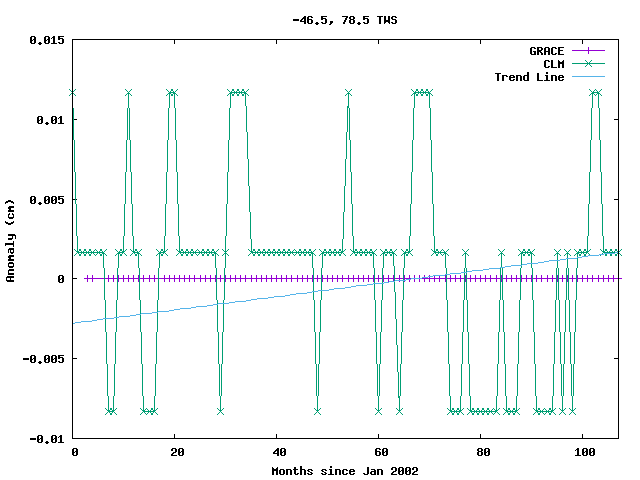 -46.5, 78.5 TWS
0.015
0.01
0.005
0
-0.005
-0.01
Anomaly (cm)
GRACE
CLM
Trend Line
0 20 40 60 80 100
Months since Jan 2002